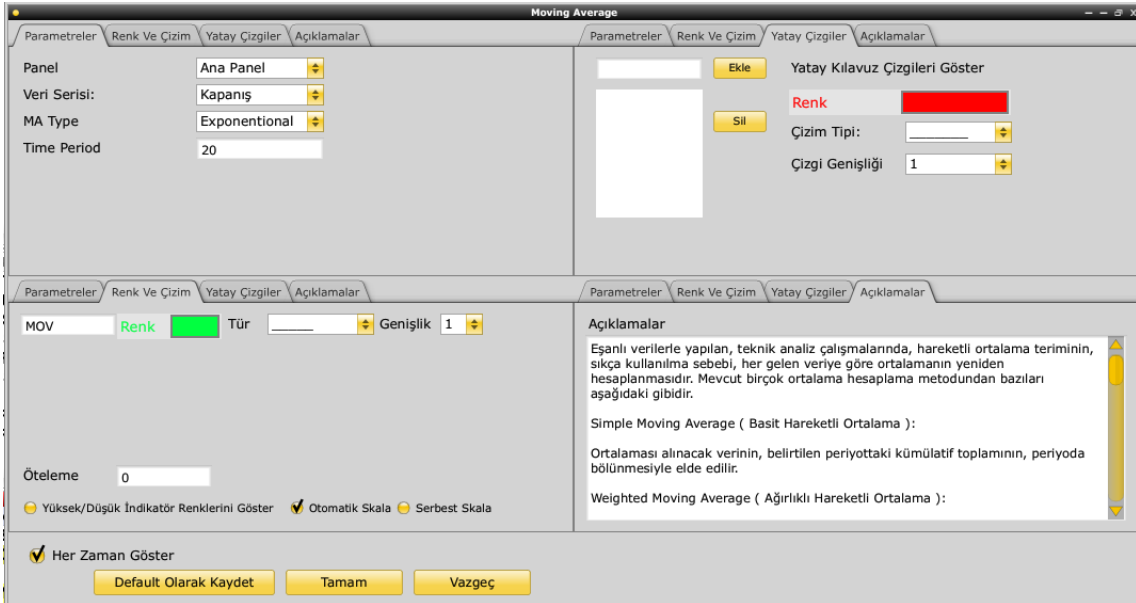 Moving Average
Parametreler Renk Ve Çizim Yatay Çizgiler Açıklamalar
Panel Ana Panel
Veri Serisi: Kapanış
MA Type Exponentional
Time Period 20
Parametreler Renk Ve Çizim Yatay Çizgiler Açıklamalar
Ekle Yatay Kılavuz Çizgileri Göster
Renk
Sil
Çizim Tipi: _______
Çizgi Genişliği 1
Parametreler Renk Ve Çizim Yatay Çizgiler Açıklamalar
MOV Renk Tür _____ Genişlik 1
Öteleme 0
Yüksek/Düşük İndikatör Renklerini Göster Otomatik Skala Serbest Skala
Parametreler Renk Ve Çizim Yatay Çizgiler Açıklamalar
Açıklamalar
Eşanlı verilerle yapılan, teknik analiz çalışmalarında, hareketli ortalama teriminin,
sıkça kullanılma sebebi, her gelen veriye göre ortalamanın yeniden
hesaplanmasıdır. Mevcut birçok ortalama hesaplama metodundan bazıları
aşağıdaki gibidir.
Simple Moving Average ( Basit Hareketli Ortalama ):
Ortalaması alınacak verinin, belirtilen periyottaki kümülatif toplamının, periyoda
bölünmesiyle elde edilir.
Weighted Moving Average ( Ağırlıklı Hareketli Ortalama ):
Her Zaman Göster
Default Olarak Kaydet Tamam Vazgeç